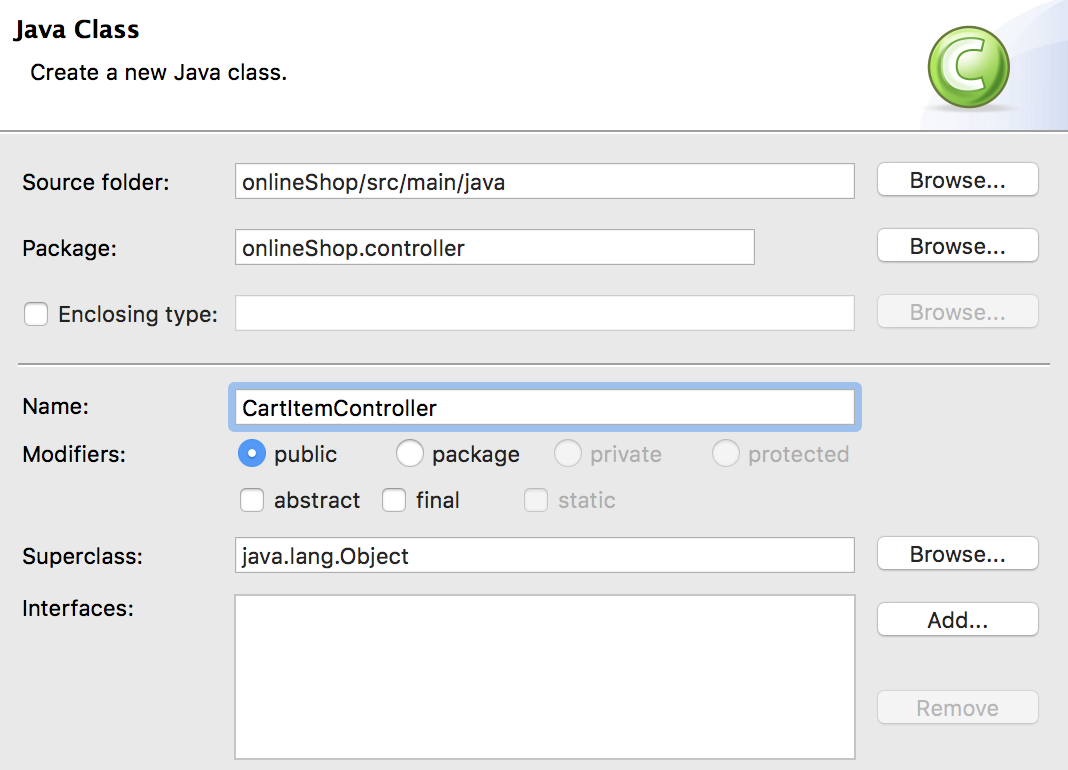 Java Class
Create a new Java class.
C
Source folder: onlineShop/src/main/java Browse...
Package: onlineShop.controller Browse...
Enclosing type: Browse...
Name: CartItemController
Modifiers: public package private protected
abstract final static
Superclass: java.lang.Object Browse...
Interfaces: Add...
Remove